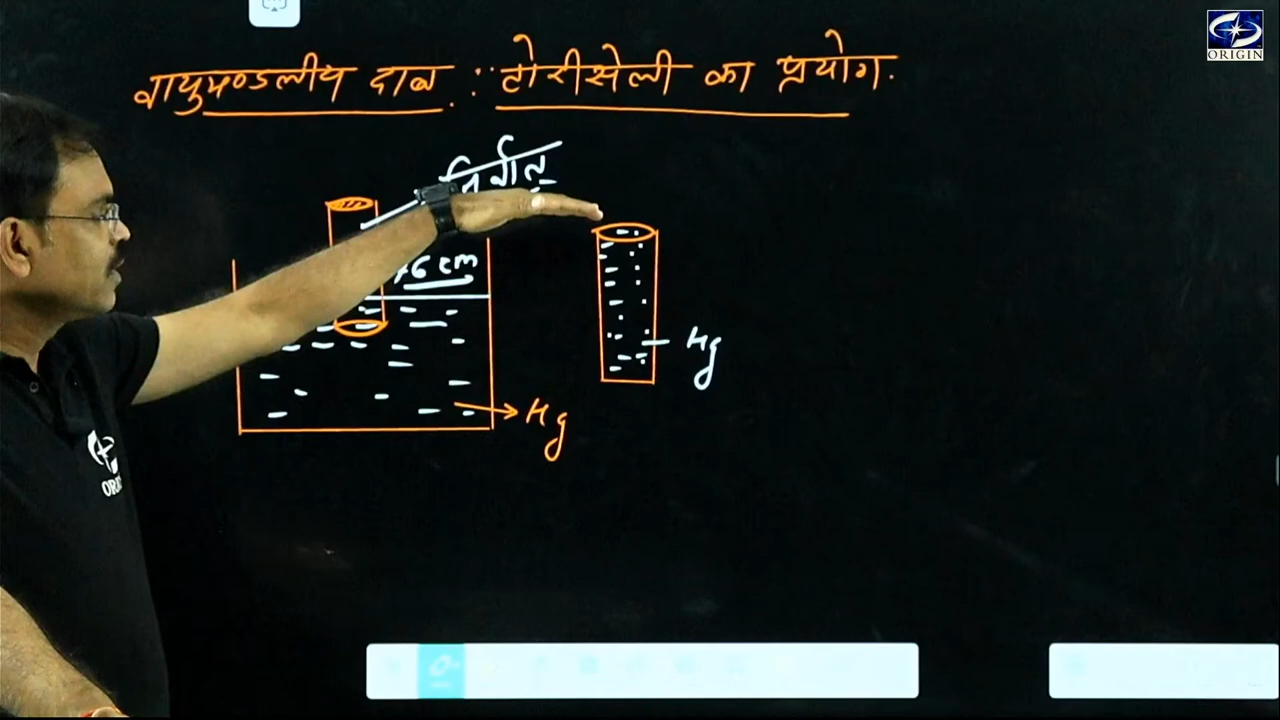 वायुमण्डलीय दाब :: टोरीसेली का प्रयोग.
निर्वात
76 cm
Hg
Hg
ORIGIN